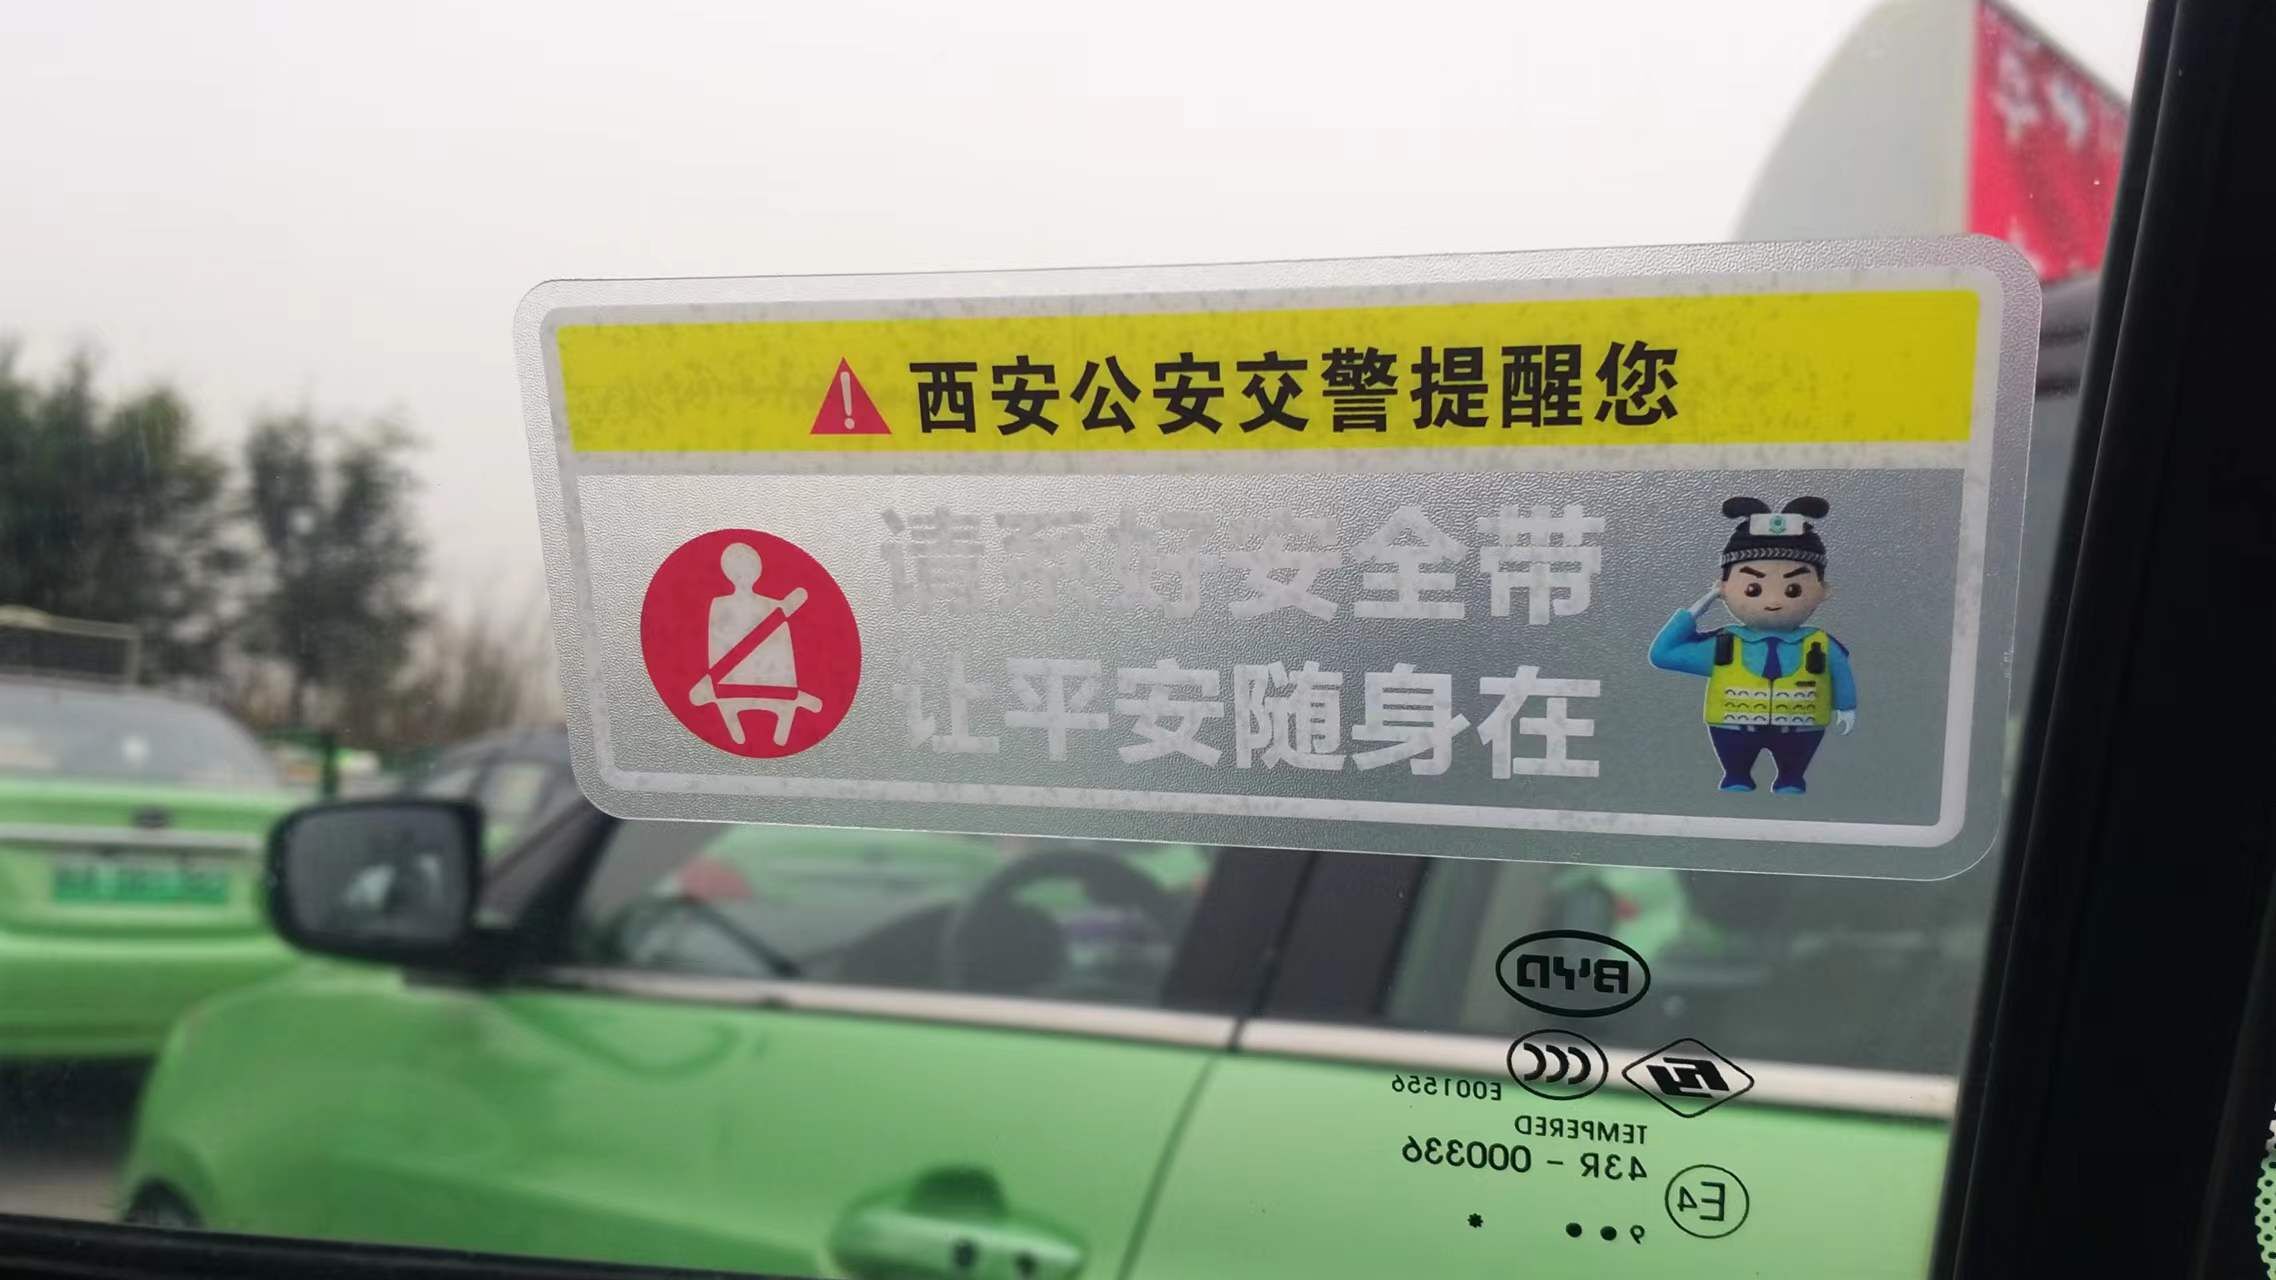 西安公安交警提醒您
请系好安全带
让平安随身在
BYD
E001556
TEMPERED
43R - 000336
E4
9